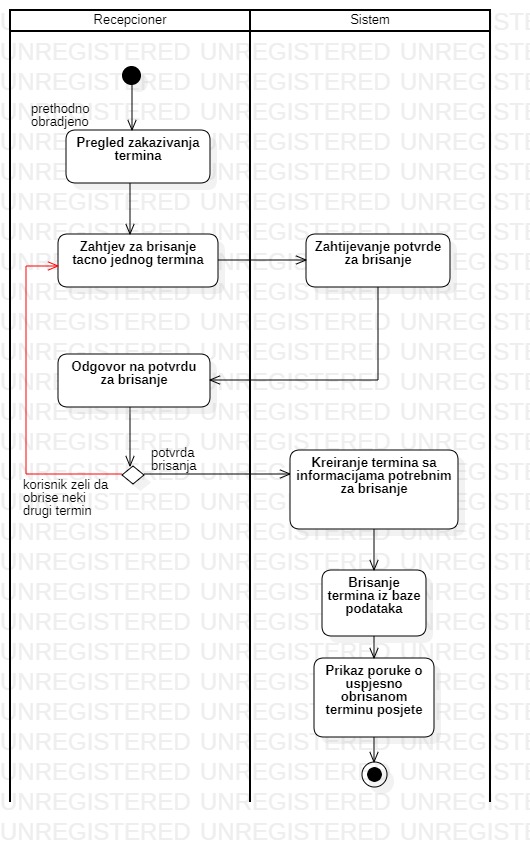 Recepcioner
Sistem
prethodno
obradjeno
Pregled zakazivanja
termina
Zahtjev za brisanje
tacno jednog termina
Zahtijevanje potvrde
za brisanje
Odgovor na potvrdu
za brisanje
potvrda
brisanja
korisnik zeli da
obrise neki
drugi termin
Kreiranje termina sa
informacijama potrebnim
za brisanje
Brisanje
termina iz baze
podataka
Prikaz poruke o
uspjesno
obrisanom
terminu posjete
UNREGISTERED